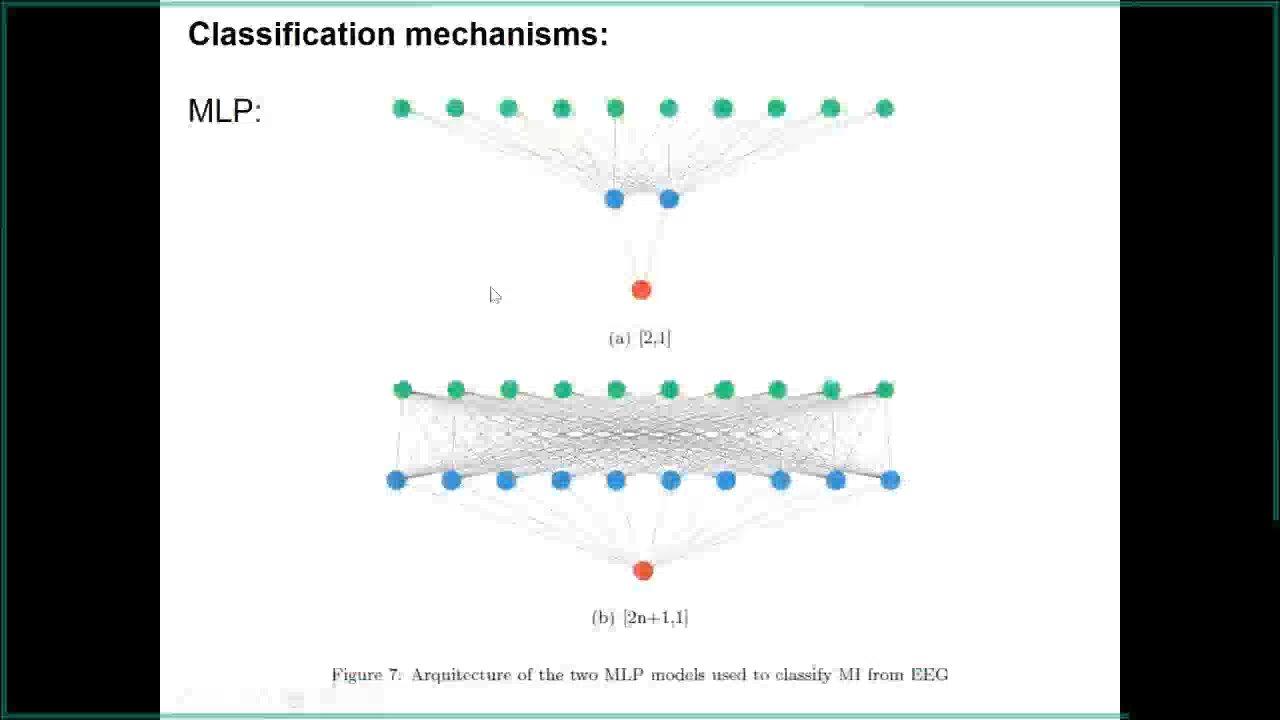 Classification mechanisms:
MLP:
(a) [2,1]
(b) [2n+1,1]
Figure 7: Arquitecture of the two MLP models used to classify MI from EEG